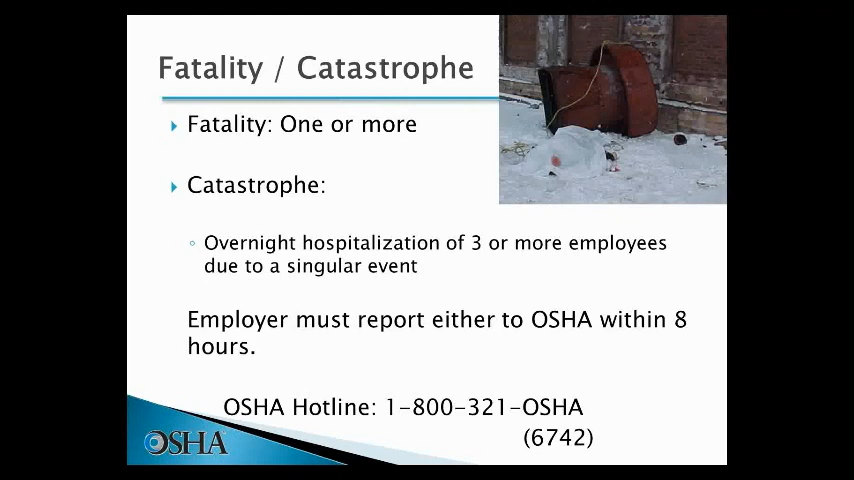 Fatality / Catastrophe
Fatality: One or more
Catastrophe:
Overnight hospitalization of 3 or more employees
due to a singular event
Employer must report either to OSHA within 8
hours.
OSHA Hotline: 1-800-321-OSHA
(6742)
OSHA